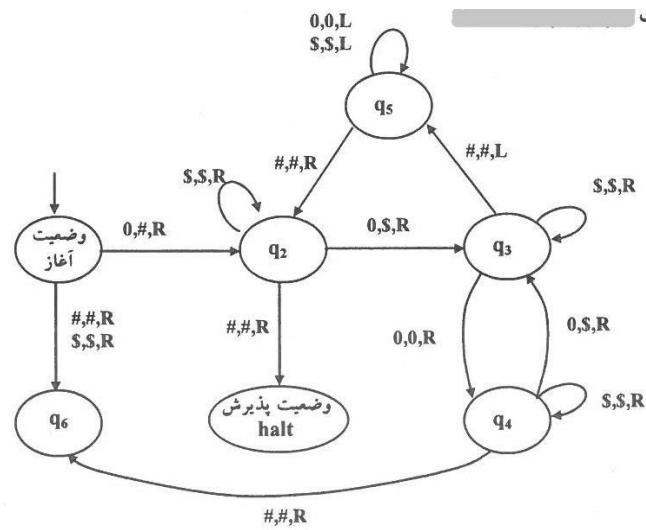 0,0,L
$,$,L
q5
#,#,R
#,#,L
$,$,R
$,$,R
وضعیت
آغاز
0,#,R
q2
0,$,R
q3
#,#,R
$,$,R
#,#,R
0,0,R
0,$,R
q6
وضعیت پذیرش
halt
q4
$,$,R
#,#,R